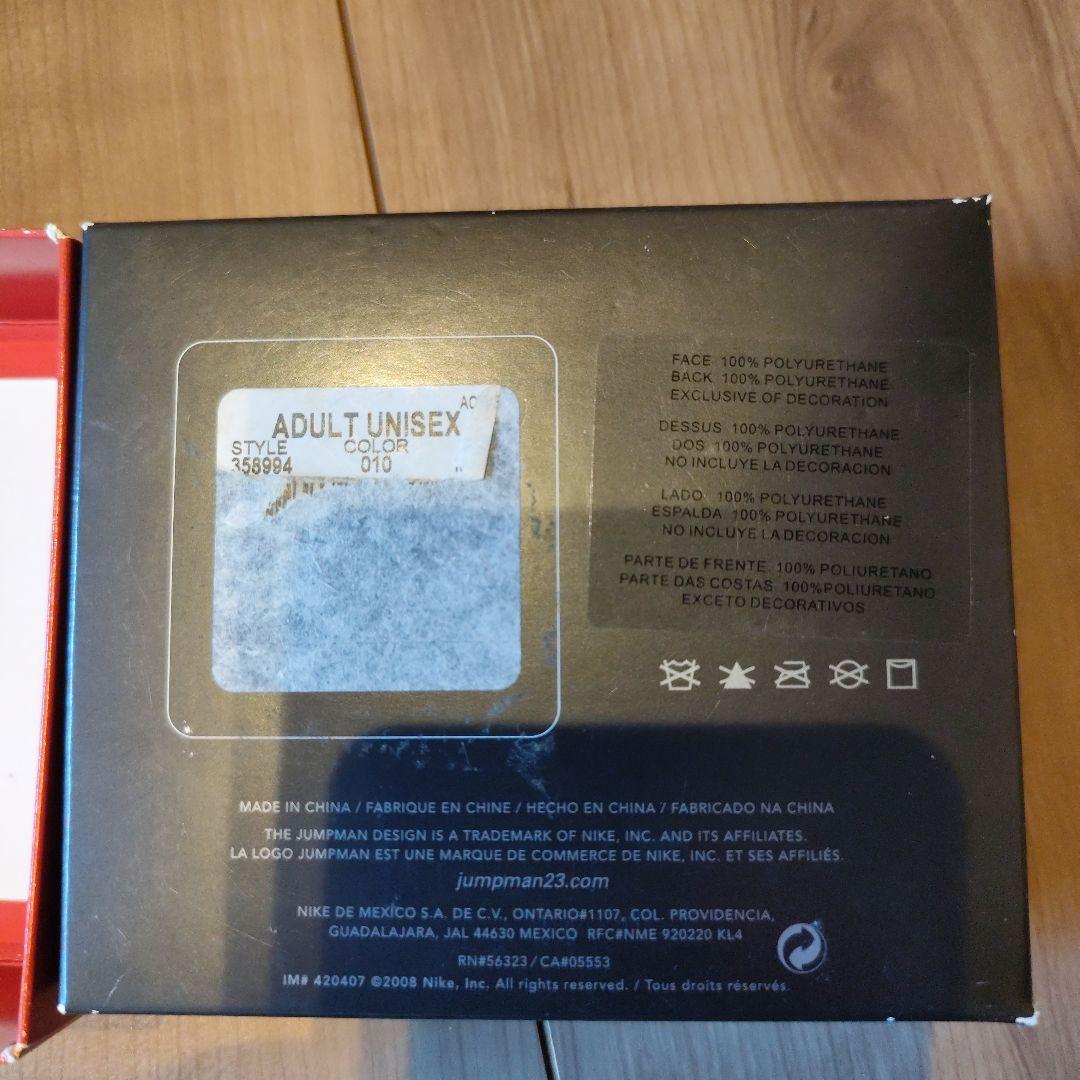 AC
ADULT UNISEX
STYLE COLOR
358994 010
FACE 100% POLYURETHANE
BACK 100% POLYURETHANE
EXCLUSIVE OF DECORATION
DESSUS 100% POLYURETHANE
DOS 100% POLYURETHANE
NO INCLUYE LA DECORACION
LADO 100% POLYURETHANE
ESPALDA 100% POLYURETHANE
NO INCLUYE LA DECORACION
PARTE DE FRENTE 100% POLIURETANO
PARTE DAS COSTAS 100%POLIURETANO
EXCETO DECORATIVOS
MADE IN CHINA / FABRIQUE EN CHINE / HECHO EN CHINA / FABRICADO NA CHINA
THE JUMPMAN DESIGN IS A TRADEMARK OF NIKE, INC. AND ITS AFFILIATES.
LA LOGO JUMPMAN EST UNE MARQUE DE COMMERCE DE NIKE, INC. ET SES AFFILIÉS.
jumpman23.com
NIKE DE MEXICO S.A. DE C.V., ONTARIO#1107, COL. PROVIDENCIA,
GUADALAJARA, JAL 44630 MEXICO RFC#NME 920220 KL4
RN#56323 / CA#05553
IM# 420407 ©2008 Nike, Inc. All rights reserved. / Tous droits réservés.